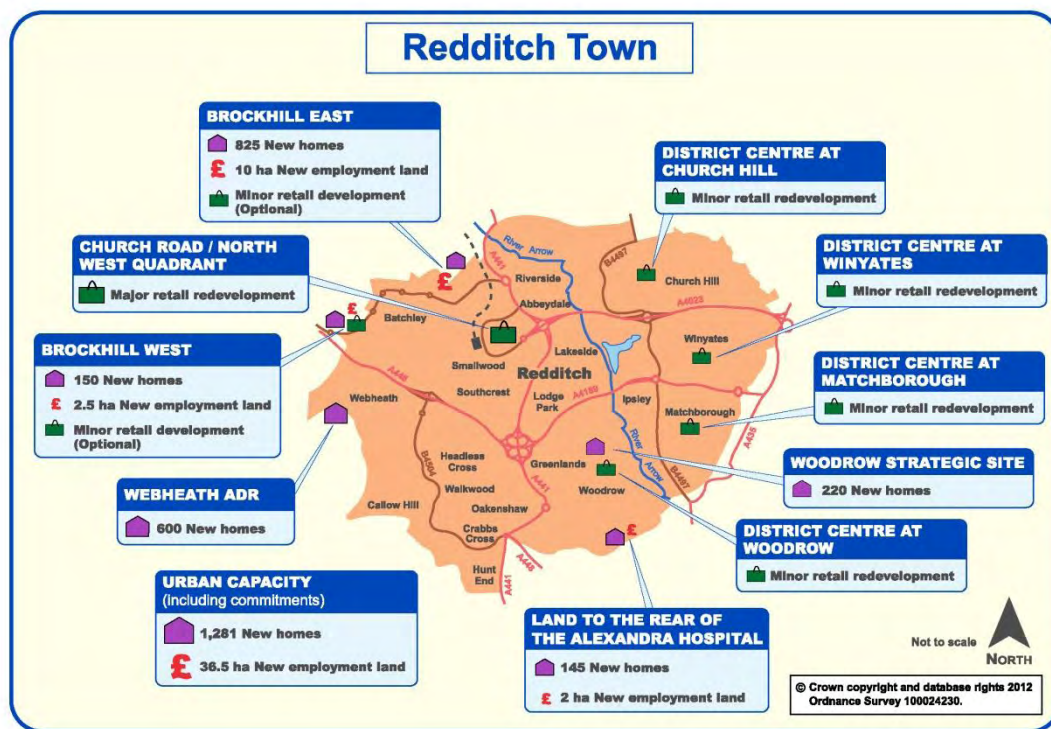 Redditch Town
BROCKHILL EAST
825 New homes
£ 10 ha New employment land
Minor retail development
(Optional)
DISTRICT CENTRE AT
CHURCH HILL
Minor retail redevelopment
CHURCH ROAD / NORTH
WEST QUADRANT
Major retail redevelopment
DISTRICT CENTRE AT
WINYATES
Minor retail redevelopment
BROCKHILL WEST
150 New homes
£ 2.5 ha New employment land
Minor retail development
(Optional)
DISTRICT CENTRE AT
MATCHBOROUGH
Minor retail redevelopment
WEBHEATH ADR
600 New homes
WOODROW STRATEGIC SITE
220 New homes
DISTRICT CENTRE AT
WOODROW
Minor retail redevelopment
URBAN CAPACITY
(including commitments)
1,281 New homes
£ 36.5 ha New employment land
LAND TO THE REAR OF
THE ALEXANDRA HOSPITAL
145 New homes
£ 2 ha New employment land
River Arrow
A441
B4497
Riverside
Church Hill
£
Abbeydale
A4023
£
Batchley
Winyates
Lakeside
Smallwood
Redditch
A448
Southcrest
Lodge
Park
A4189
Ipsley
Webheath
Matchborough
A435
River
Arrow
Headless
Cross
Greenlands
B4504
Walkwood
A441
Woodrow
B4497
Callow Hill
Oakenshaw
Crabbs
Cross
£
Hunt
End
A448
A441
Not to scale
NORTH
© Crown copyright and database rights 2012
Ordnance Survey 100024230.